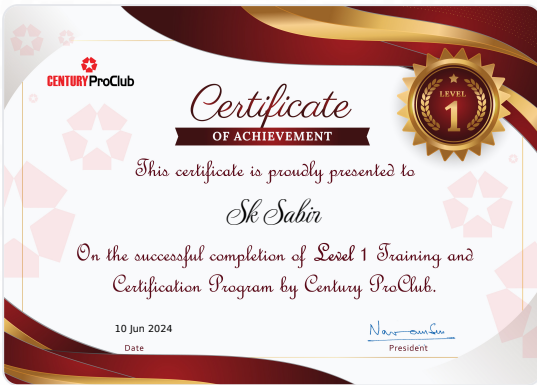 CENTURY ProClub
Certificate
OF ACHIEVEMENT
LEVEL
1
This certificate is proudly presented to
Sk Sabir
On the successful completion of Level 1 Training and
Certification Program by Century ProClub.
10 Jun 2024
Date
President